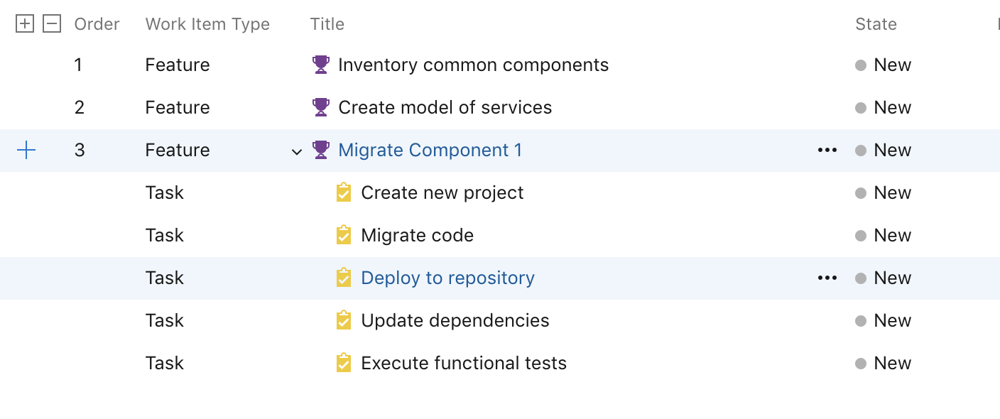 Order Work Item Type Title State
1 Feature Inventory common components New
2 Feature Create model of services New
3 Feature Migrate Component 1 ••• New
Task Create new project New
Task Migrate code New
Task Deploy to repository ••• New
Task Update dependencies New
Task Execute functional tests New